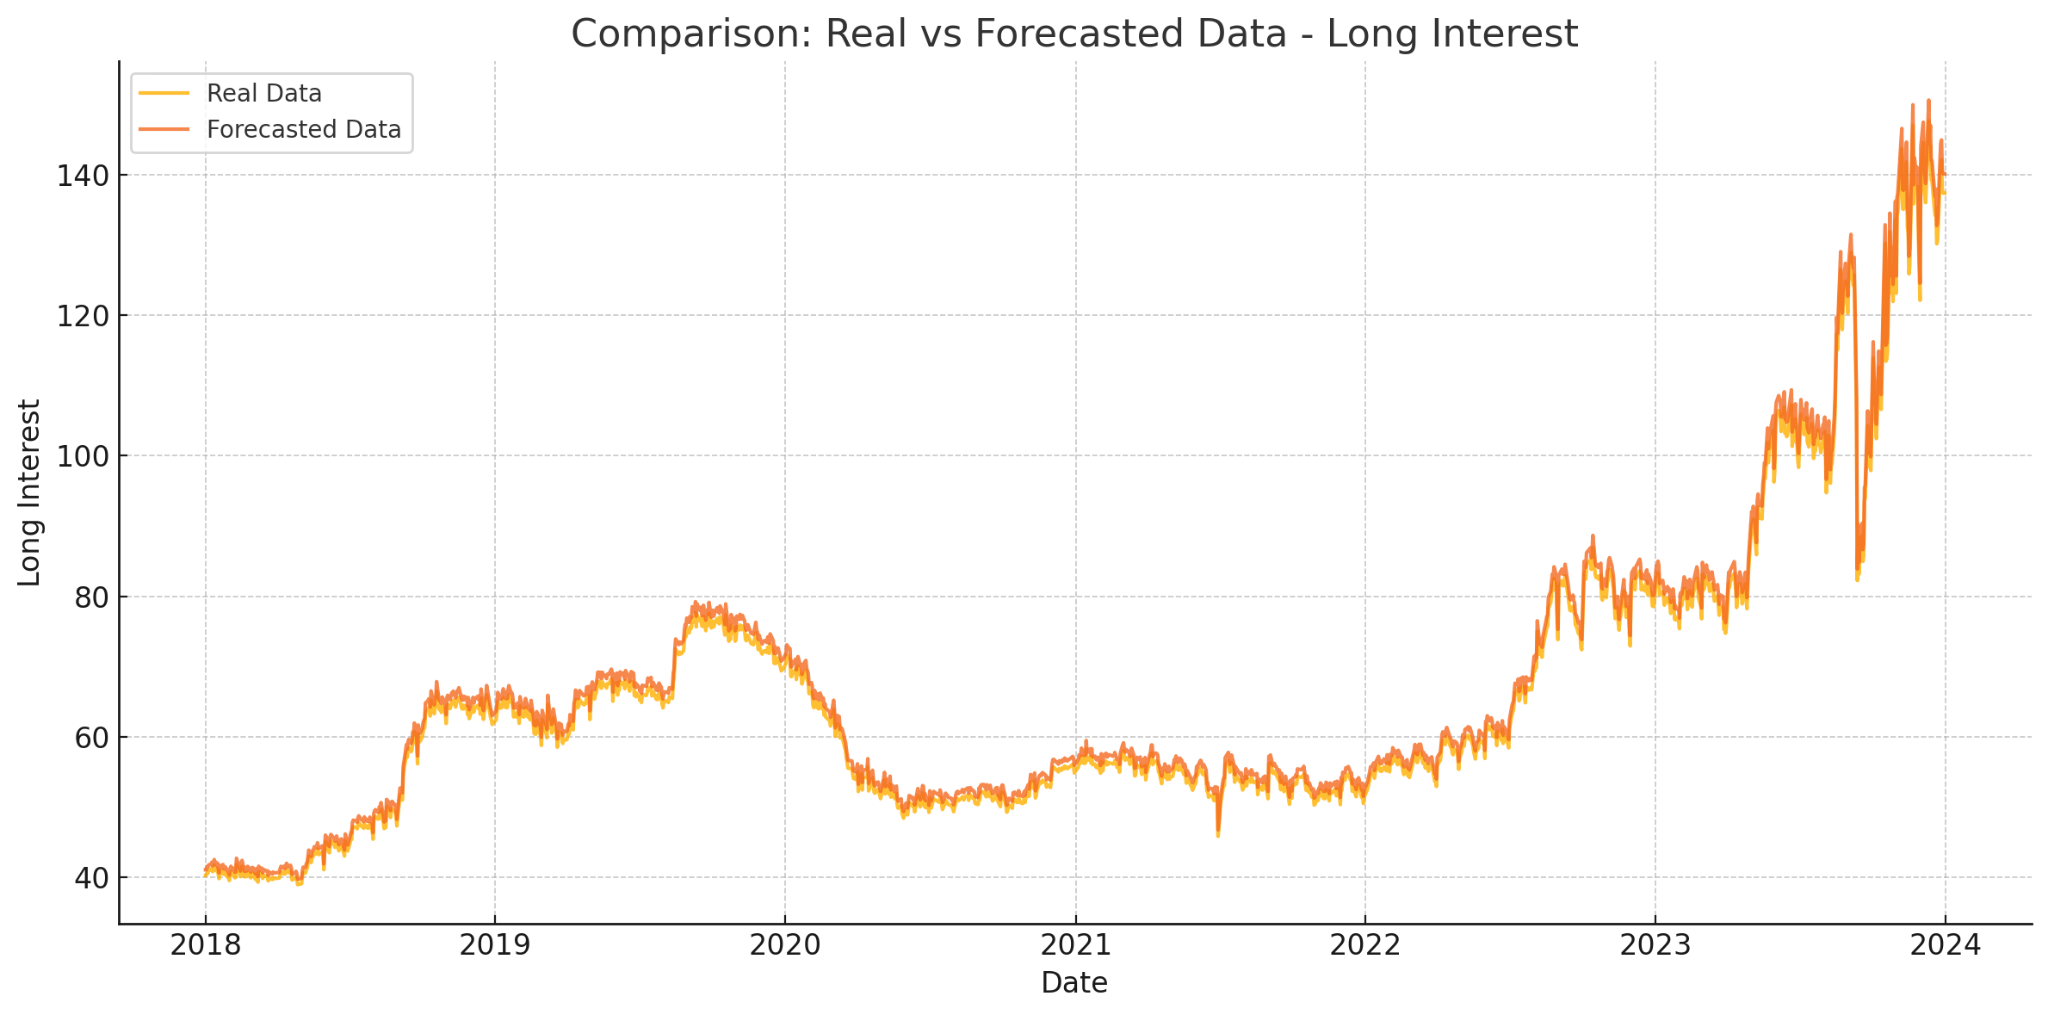 Comparison: Real vs Forecasted Data - Long Interest
Real Data
Forecasted Data
Long Interest
140
120
100
80
60
40
2018
2019
2020
2021
2022
2023
2024
Date